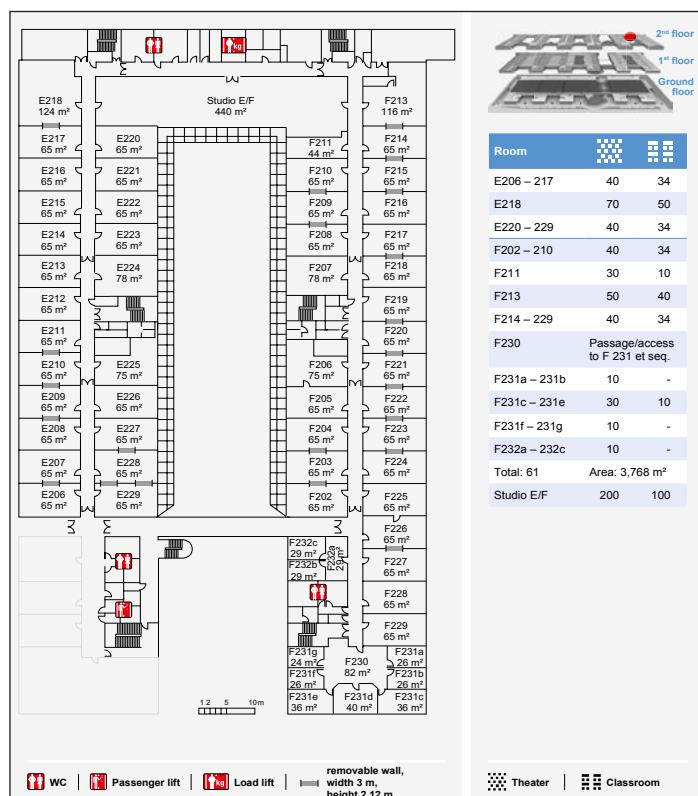 E218
124 m²
Studio E/F
440 m²
F213
116 m²
E217
65 m²
E220
65 m²
F211
44 m²
F214
65 m²
E216
65 m²
E221
65 m²
F210
65 m²
F215
65 m²
E215
65 m²
E222
65 m²
F209
65 m²
F216
65 m²
E214
65 m²
E223
65 m²
F208
65 m²
F217
65 m²
E213
65 m²
E224
78 m²
F207
78 m²
F218
65 m²
E212
65 m²
F219
65 m²
E211
65 m²
F220
65 m²
E210
65 m²
E225
75 m²
F206
75 m²
F221
65 m²
E209
65 m²
E226
65 m²
F205
65 m²
F222
65 m²
E208
65 m²
E227
65 m²
F204
65 m²
F223
65 m²
E207
65 m²
E228
65 m²
F203
65 m²
F224
65 m²
E206
65 m²
E229
65 m²
F202
65 m²
F225
65 m²
F226
65 m²
F232c
29 m²
F232a
29 m²
F232b
29 m²
F227
65 m²
F228
65 m²
F229
65 m²
F231g
24 m²
F230
82 m²
F231a
26 m²
F231f
26 m²
F231b
26 m²
F231e
36 m²
F231d
40 m²
F231c
36 m²
1 2 5 10 m
kg
WC
Passenger lift
kg
Load lift
removable wall,
width 3 m,
height 2.12 m
2nd floor
1st floor
Ground
floor
Room
E206 – 217 40 34
E218 70 50
E220 – 229 40 34
F202 – 210 40 34
F211 30 10
F213 50 40
F214 – 229 40 34
F230 Passage/access
to F 231 et seq.
F231a – 231b 10 -
F231c – 231e 30 10
F231f – 231g 10 -
F232a – 232c 10 -
Total: 61 Area: 3,768 m²
Studio E/F 200 100
Theater
Classroom